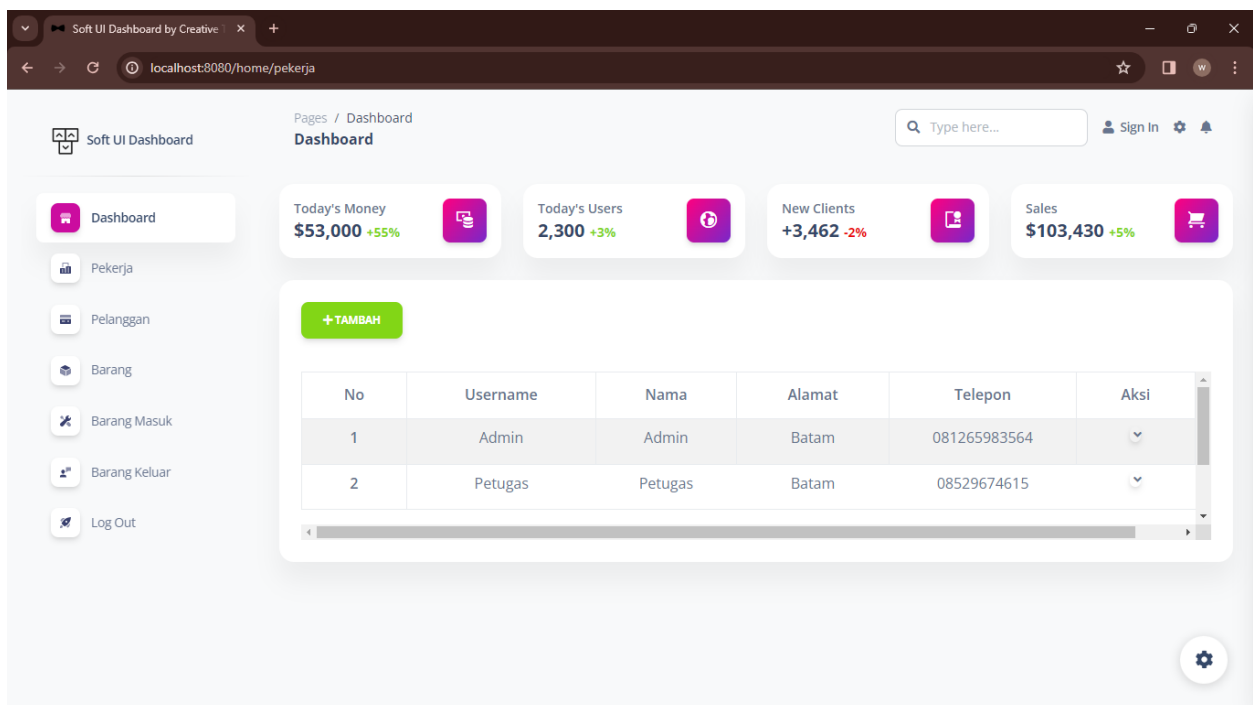 Soft UI Dashboard by Creative
localhost:8080/home/pekerja
W
Soft UI Dashboard
Pages / Dashboard
Dashboard
Type here...
Sign In
Dashboard
Pekerja
Pelanggan
Barang
Barang Masuk
Barang Keluar
Log Out
Today's Money
$53,000 +55%
Today's Users
2,300 +3%
New Clients
+3,462 -2%
Sales
$103,430 +5%
+ TAMBAH
No Username Nama Alamat Telepon Aksi
1 Admin Admin Batam 081265983564
2 Petugas Petugas Batam 08529674615